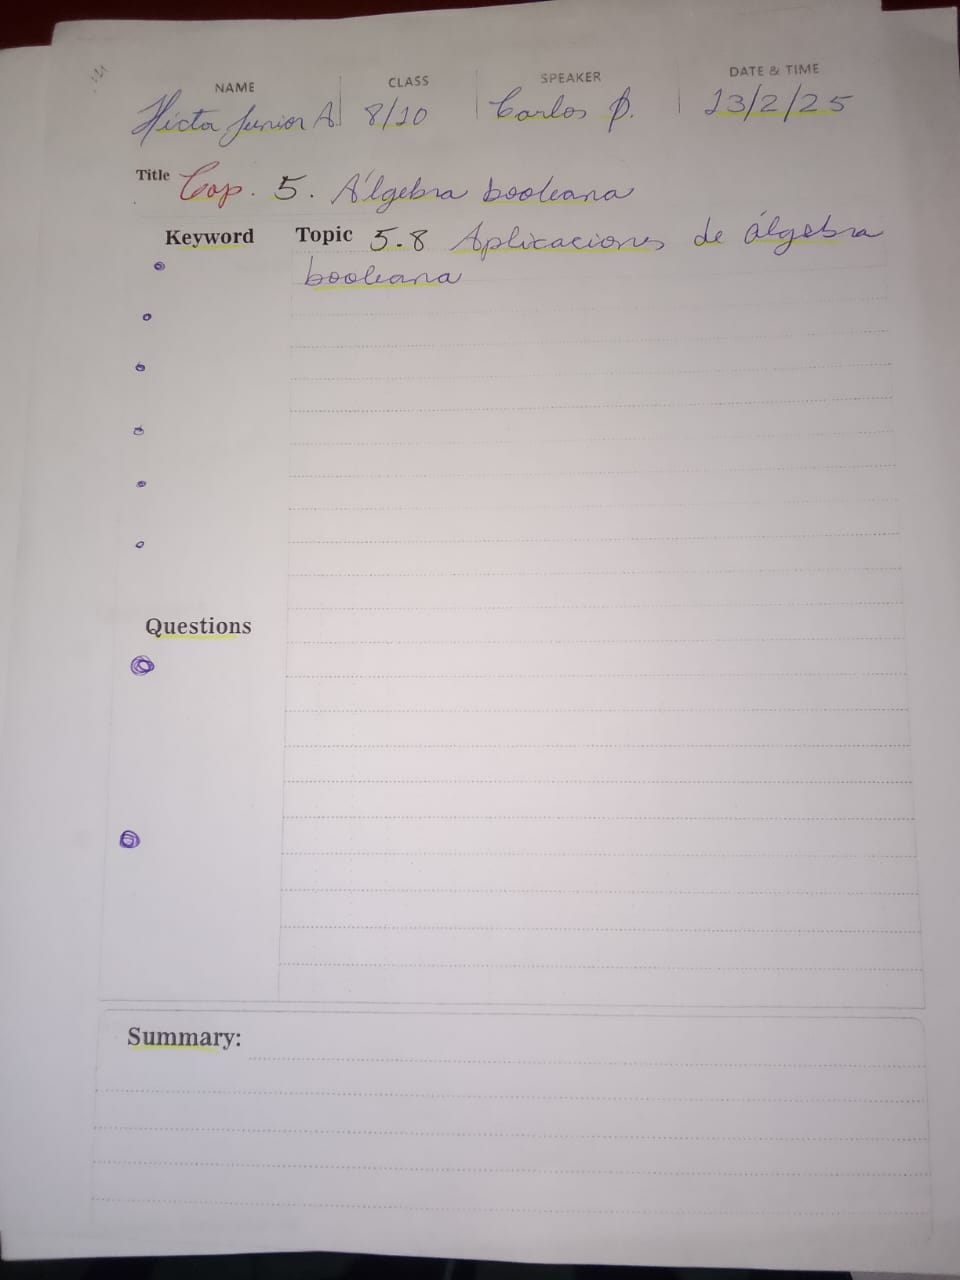 NAME CLASS SPEAKER DATE & TIME
Junior A. 8/10 Carlos 13/2/25
Title Cap. 5. Álgebra booleana
Keyword Topic 5.8 Aplicaciones de álgebra
booleana
Questions
Summary: